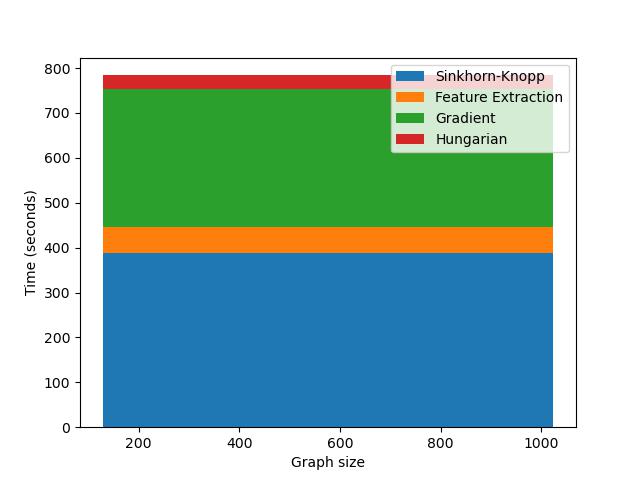 800
700
600
500
400
300
200
100
0
Time (seconds)
200
400
600
800
1000
Graph size
Sinkhorn-Knopp
Feature Extraction
Gradient
Hungarian